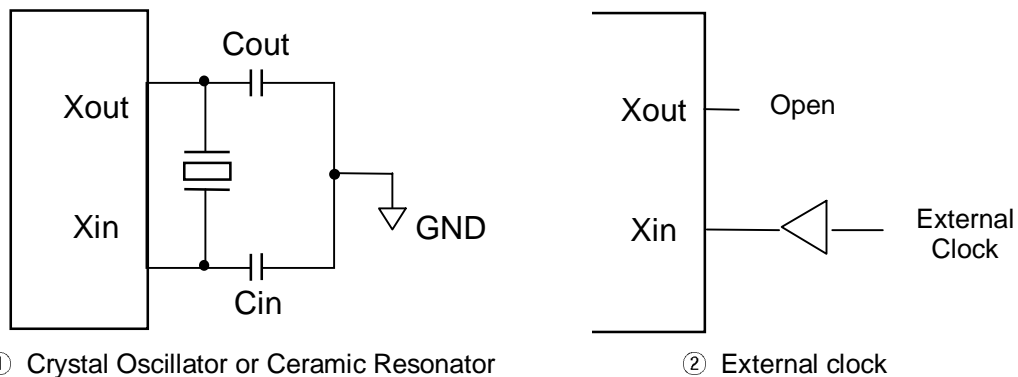 Cout
Xout
Xin
GND
Cin
① Crystal Oscillator or Ceramic Resonator
Xout
Open
Xin
External
Clock
② External clock